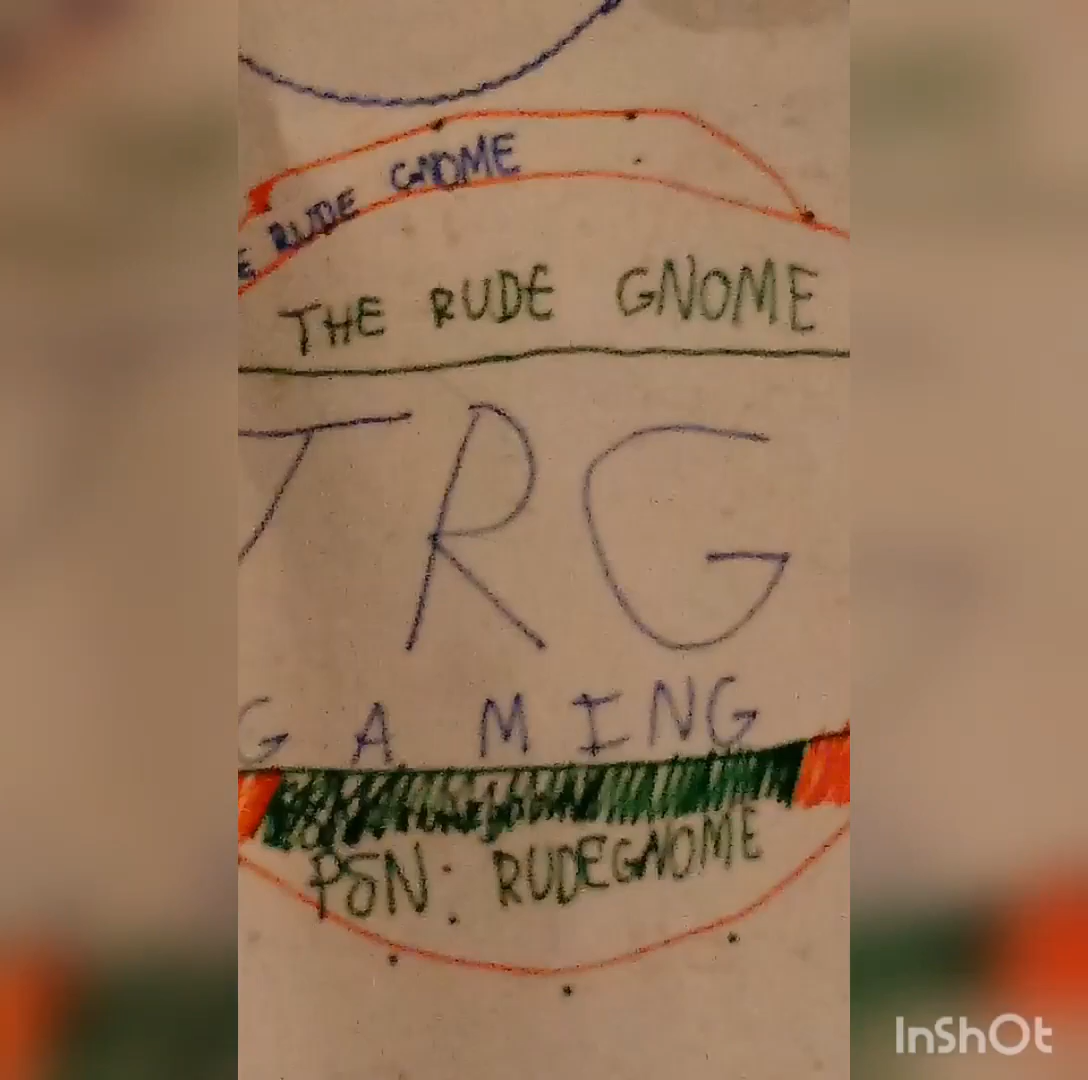 E RUDE GNOME
THE RUDE GNOME
TRG
GAMING
PSN: RUDEGNOME
InShOt